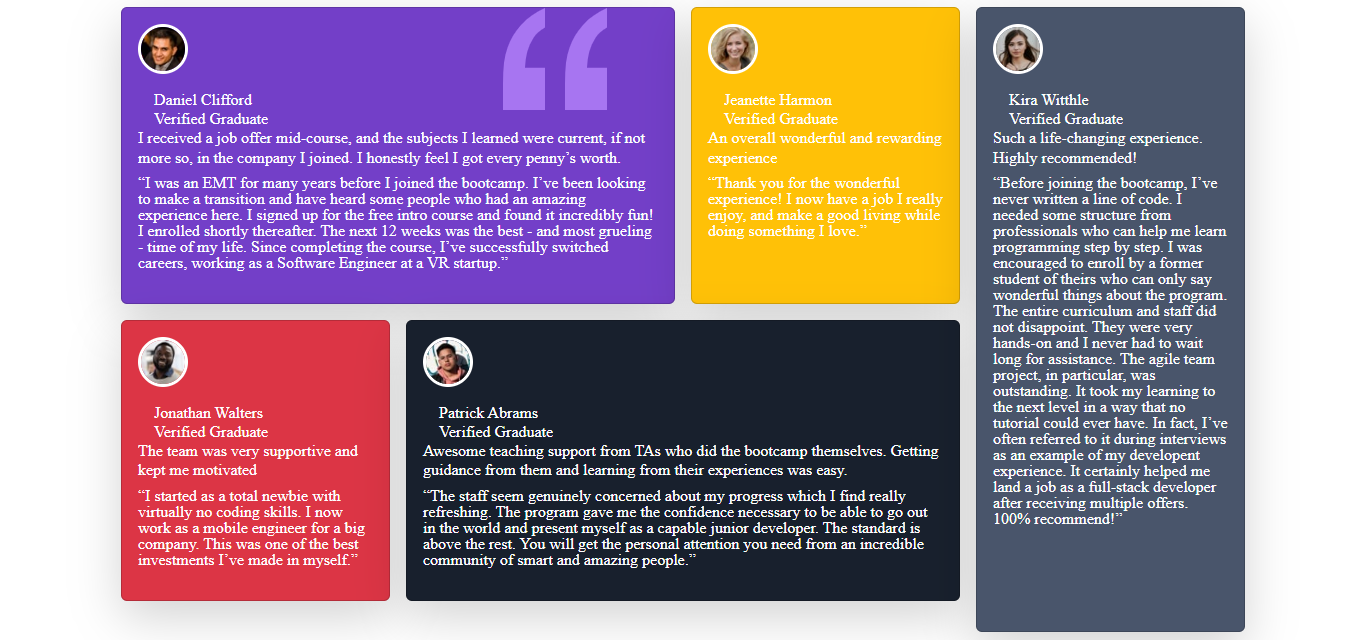 “
Daniel Clifford
Verified Graduate
I received a job offer mid-course, and the subjects I learned were current, if not
more so, in the company I joined. I honestly feel I got every penny’s worth.
“I was an EMT for many years before I joined the bootcamp. I’ve been looking
to make a transition and have heard some people who had an amazing
experience here. I signed up for the free intro course and found it incredibly fun!
I enrolled shortly thereafter. The next 12 weeks was the best - and most grueling
- time of my life. Since completing the course, I’ve successfully switched
careers, working as a Software Engineer at a VR startup.”
Jeanette Harmon
Verified Graduate
An overall wonderful and rewarding
experience
“Thank you for the wonderful
experience! I now have a job I really
enjoy, and make a good living while
doing something I love.”
Kira Witthle
Verified Graduate
Such a life-changing experience.
Highly recommended!
“Before joining the bootcamp, I’ve
never written a line of code. I
needed some structure from
professionals who can help me learn
programming step by step. I was
encouraged to enroll by a former
student of theirs who can only say
wonderful things about the program.
The entire curriculum and staff did
not disappoint. They were very
hands-on and I never had to wait
long for assistance. The agile team
project, in particular, was
outstanding. It took my learning to
the next level in a way that no
tutorial could ever have. In fact, I’ve
often referred to it during interviews
as an example of my developent
experience. It certainly helped me
land a job as a full-stack developer
after receiving multiple offers.
100% recommend!”
Jonathan Walters
Verified Graduate
The team was very supportive and
kept me motivated
“I started as a total newbie with
virtually no coding skills. I now
work as a mobile engineer for a big
company. This was one of the best
investments I’ve made in myself.”
Patrick Abrams
Verified Graduate
Awesome teaching support from TAs who did the bootcamp themselves. Getting
guidance from them and learning from their experiences was easy.
“The staff seem genuinely concerned about my progress which I find really
refreshing. The program gave me the confidence necessary to be able to go out
in the world and present myself as a capable junior developer. The standard is
above the rest. You will get the personal attention you need from an incredible
community of smart and amazing people.”